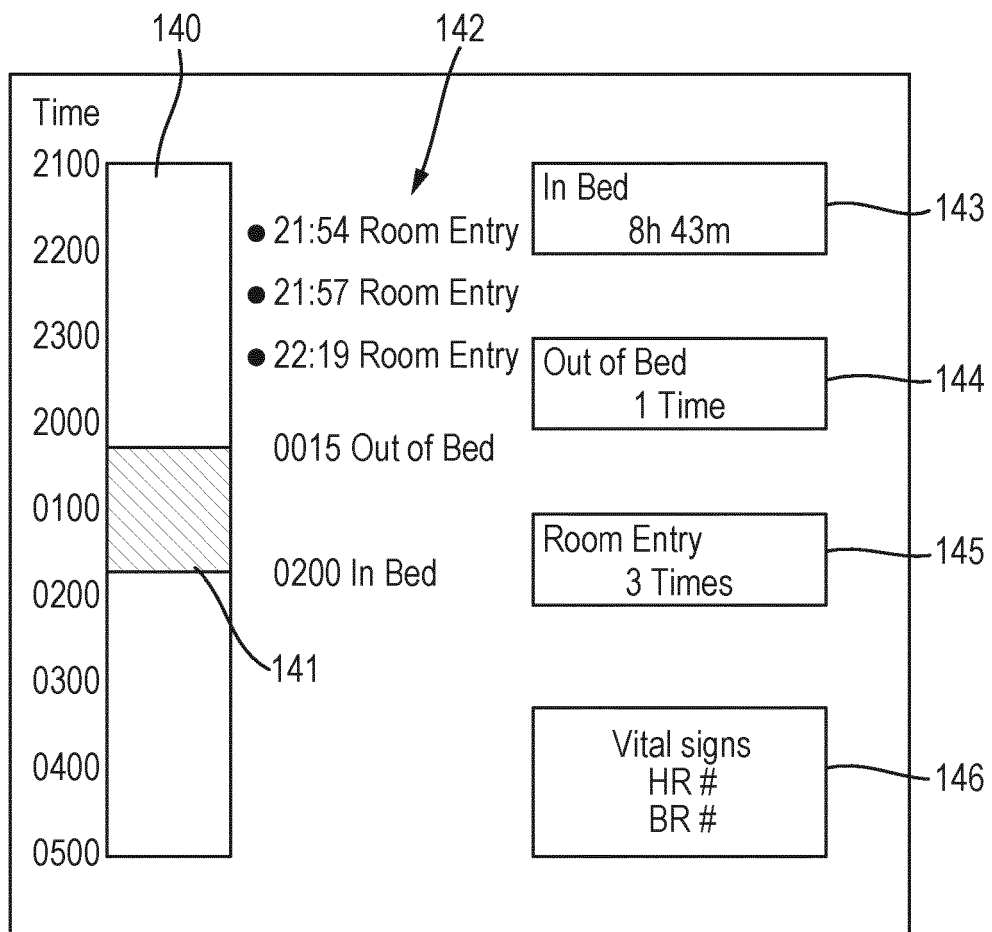 140
142
Time
2100
2200
2300
2000
0100
0200
0300
0400
0500
● 21:54 Room Entry
● 21:57 Room Entry
● 22:19 Room Entry
0015 Out of Bed
0200 In Bed
141
In Bed
8h 43m
143
Out of Bed
1 Time
144
Room Entry
3 Times
145
Vital signs
HR #
BR #
146